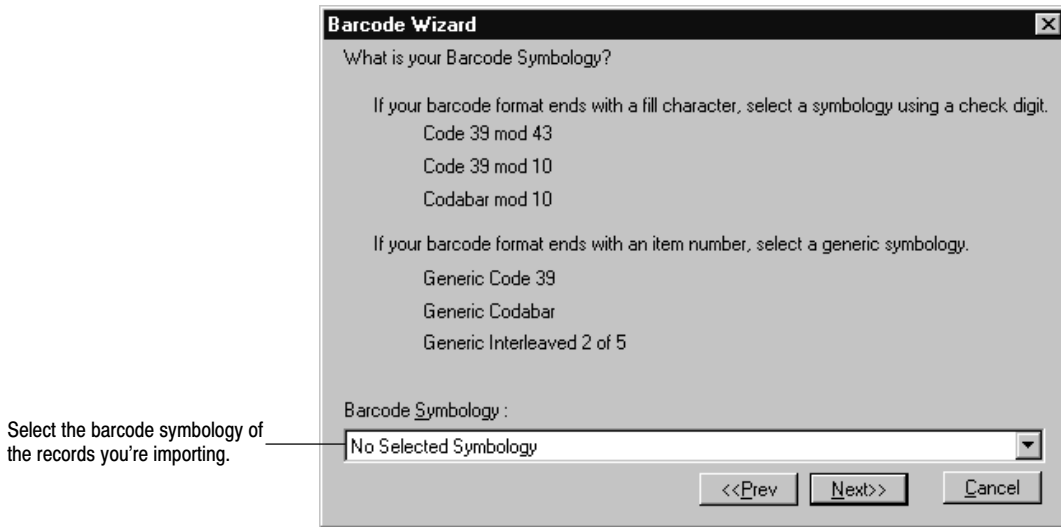 Barcode Wizard
What is your Barcode Symbology?
If your barcode format ends with a fill character, select a symbology using a check digit.
Code 39 mod 43
Code 39 mod 10
Codabar mod 10
If your barcode format ends with an item number, select a generic symbology.
Generic Code 39
Generic Codabar
Generic Interleaved 2 of 5
Barcode Symbology :
Select the barcode symbology of
the records you're importing.
No Selected Symbology
<<Prev
Next>>
Cancel